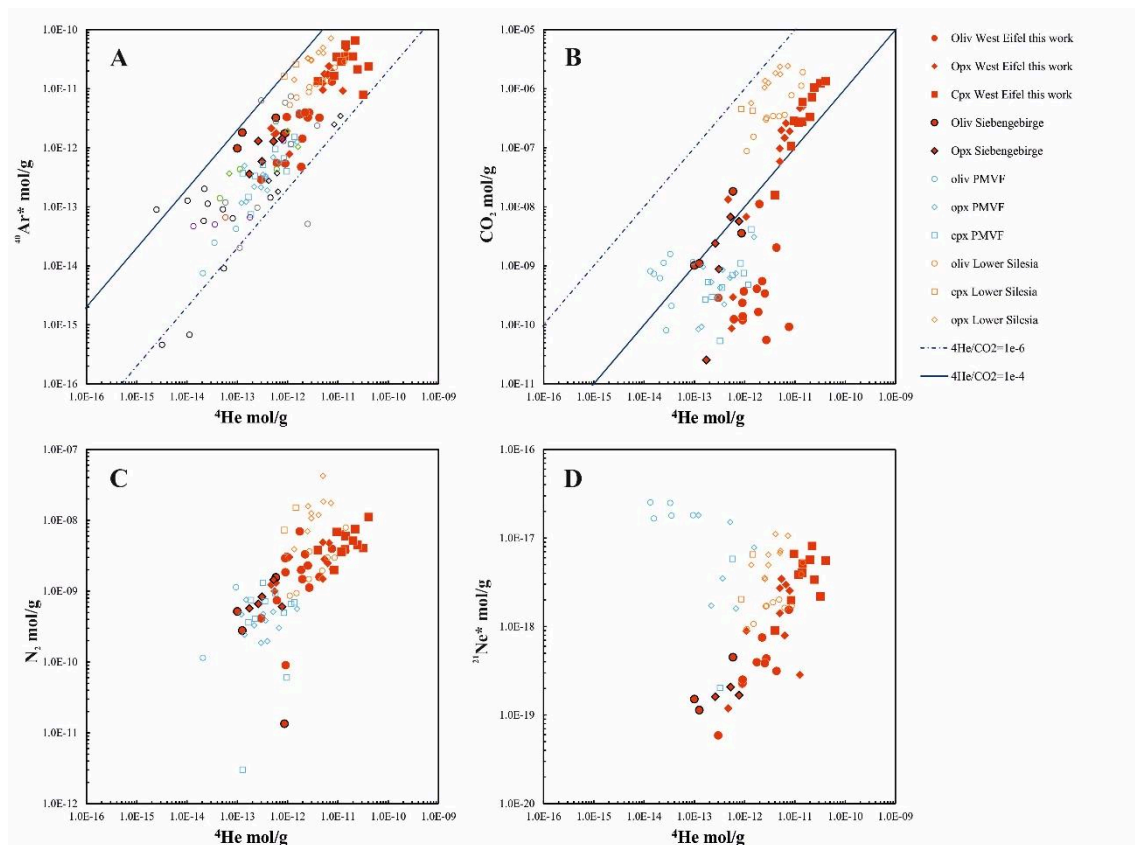 A
1.0E-10
1.0E-11
1.0E-12
1.0E-13
1.0E-14
1.0E-15
1.0E-16
⁴⁰Ar* mol/g
1.0E-16 1.0E-15 1.0E-14 1.0E-13 1.0E-12 1.0E-11 1.0E-10 1.0E-09
⁴He mol/g
B
1.0E-05
1.0E-06
1.0E-07
1.0E-08
1.0E-09
1.0E-10
1.0E-11
CO₂ mol/g
1.0E-16 1.0E-15 1.0E-14 1.0E-13 1.0E-12 1.0E-11 1.0E-10 1.0E-09
⁴He mol/g
Oliv West Eifel this work
Opx West Eifel this work
Cpx West Eifel this work
Oliv Siebengebirge
Opx Siebengebirge
oliv PMVF
opx PMVF
cpx PMVF
oliv Lower Silesia
cpx Lower Silesia
opx Lower Silesia
4He/CO2=1e-6
4He/CO2=1e-4
C
1.0E-07
1.0E-08
1.0E-09
1.0E-10
1.0E-11
1.0E-12
N₂ mol/g
1.0E-16 1.0E-15 1.0E-14 1.0E-13 1.0E-12 1.0E-11 1.0E-10 1.0E-09
⁴He mol/g
D
1.0E-16
1.0E-17
1.0E-18
1.0E-19
1.0E-20
²¹Ne* mol/g
1.0E-16 1.0E-15 1.0E-14 1.0E-13 1.0E-12 1.0E-11 1.0E-10 1.0E-09
⁴He mol/g